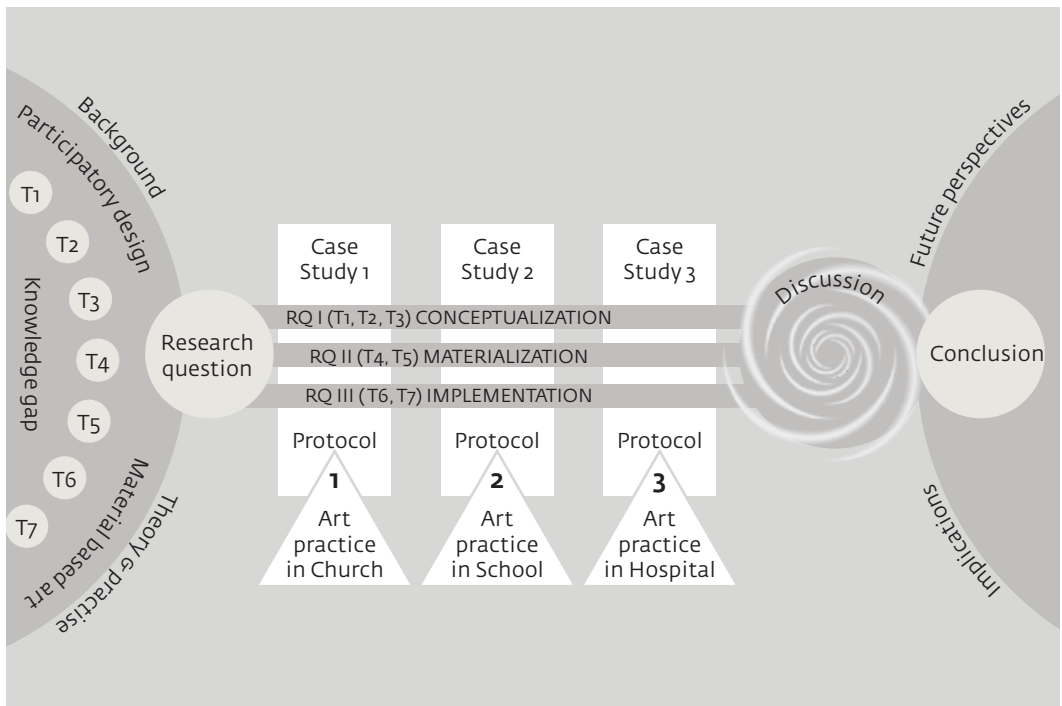 Background
Participatory design
T1
T2
T3
T4
T5
T6
T7
Knowledge gap
Material based art
Theory & practise
Research
question
Case
Study 1
Case
Study 2
Case
Study 3
RQ I (T1, T2, T3) CONCEPTUALIZATION
RQ II (T4, T5) MATERIALIZATION
RQ III (T6, T7) IMPLEMENTATION
Protocol
1
Art
practice
in Church
Protocol
2
Art
practice
in School
Protocol
3
Art
practice
in Hospital
Discussion
Future perspectives
Conclusion
Implications